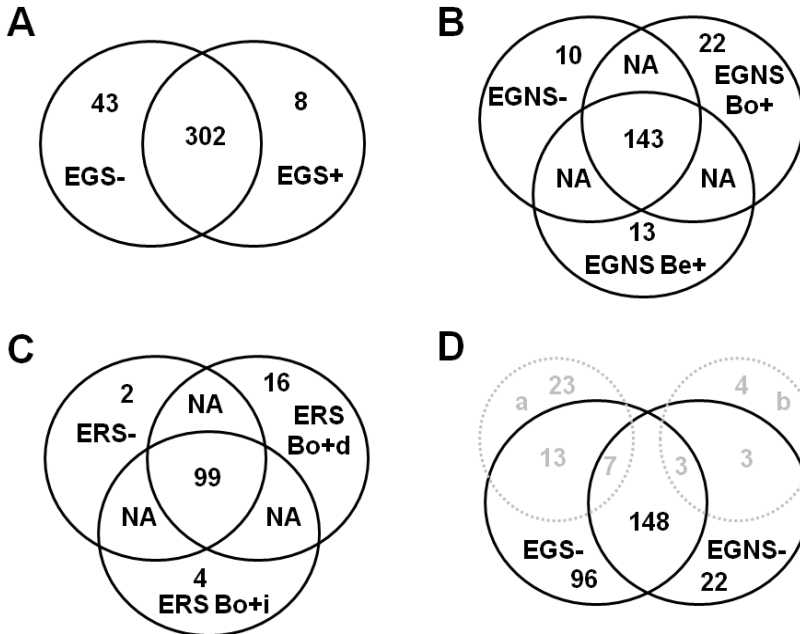 A
43
302
8
EGS-
EGS+
B
10
NA
22
EGNS
Bo+
EGNS-
143
NA
NA
13
EGNS Be+
C
2
NA
16
ERS-
ERS
Bo+d
99
NA
NA
4
ERS Bo+i
D
a
23
4
b
13
7
3
3
148
EGS-
EGNS-
96
22